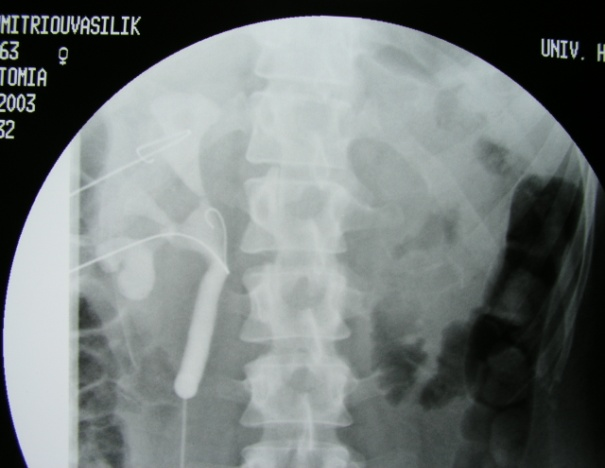 MITRIOUVASILIK
63 ♀
TOMIA
2003
32
UNIV. H